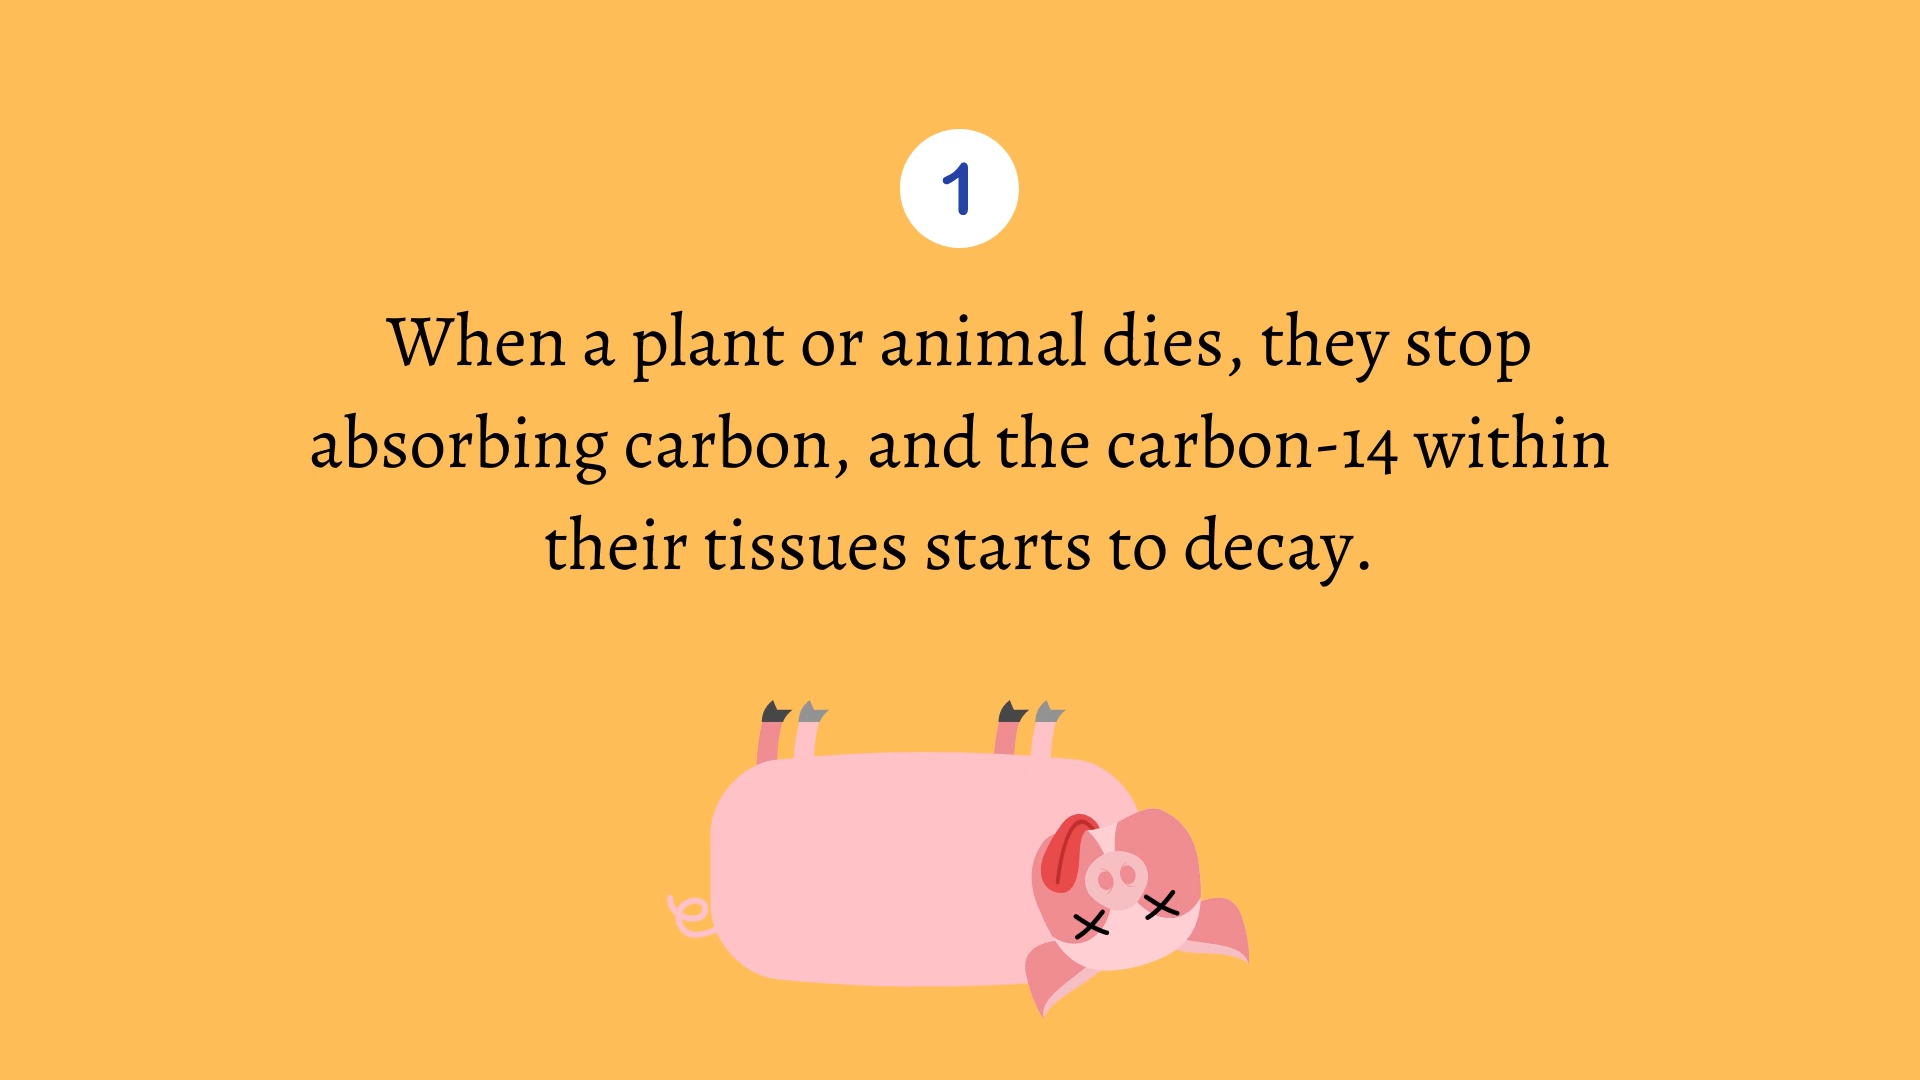 1
When a plant or animal dies, they stop
absorbing carbon, and the carbon-14 within
their tissues starts to decay.